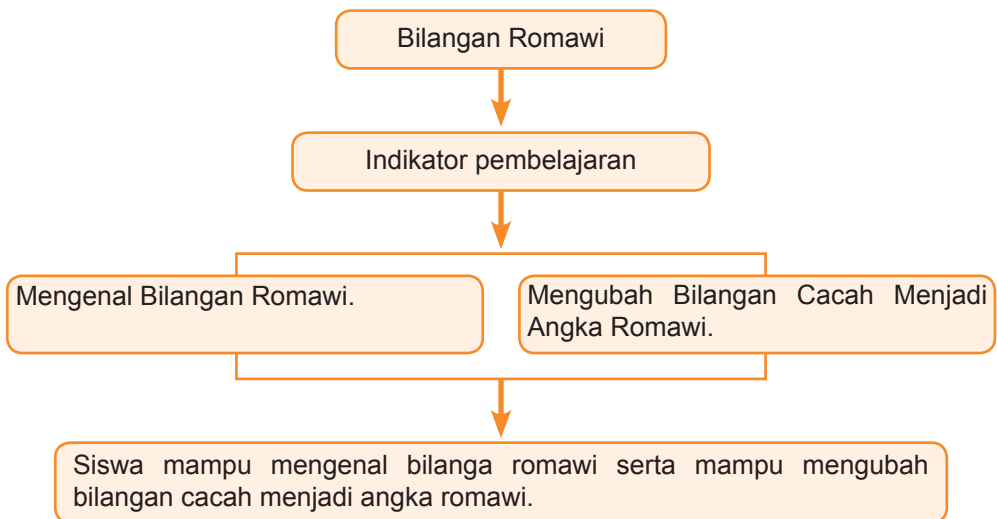 Bilangan Romawi
Indikator pembelajaran
Mengenal Bilangan Romawi.
Mengubah Bilangan Cacah Menjadi
Angka Romawi.
Siswa mampu mengenal bilanga romawi serta mampu mengubah
bilangan cacah menjadi angka romawi.